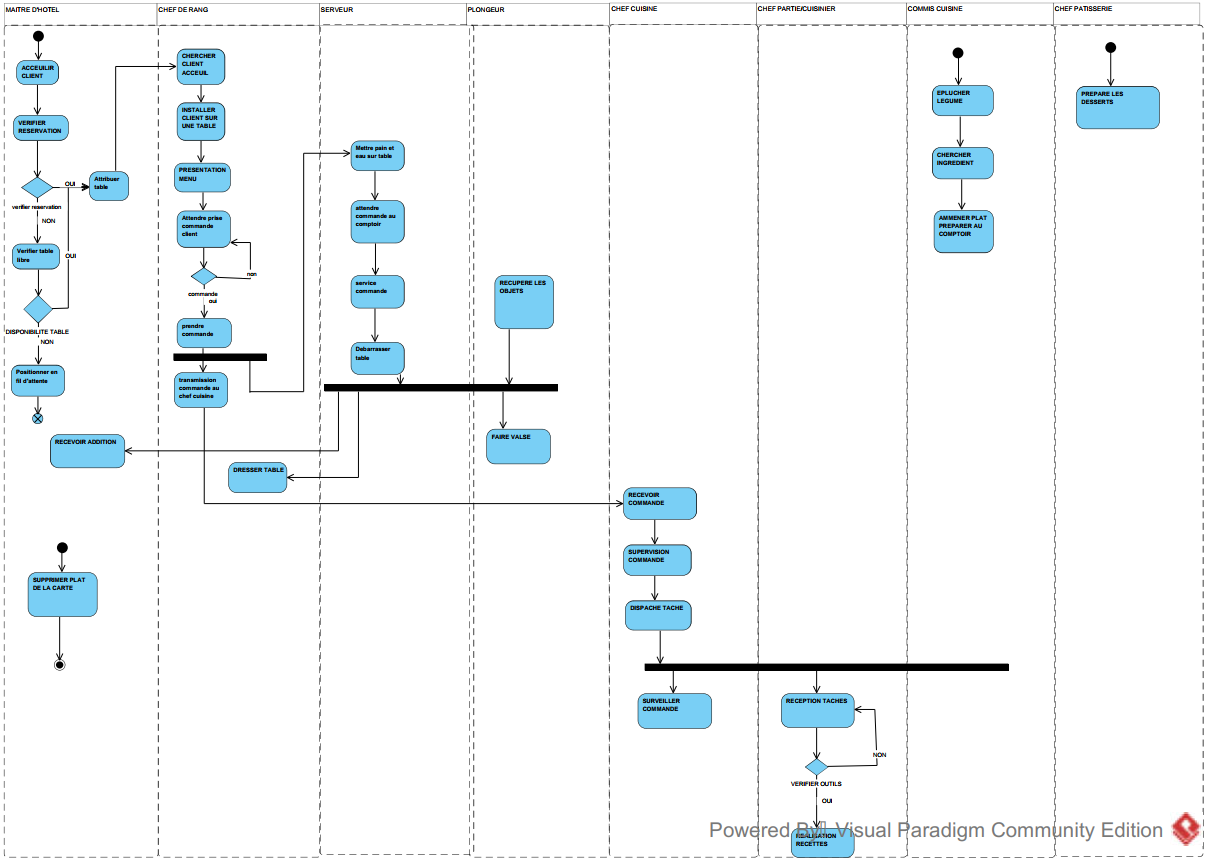 MAITRE D'HOTEL
CHEF DE RANG
SERVEUR
PLONGEUR
CHEF CUISINE
CHEF PARTIE/CUISINIER
COMMIS CUISINE
CHEF PATISSERIE
ACCEUILIR
CLIENT
VERIFIER
RESERVATION
OUI
verifier reservation
NON
Attribuer
table
Verifier table
libre
OUI
DISPONIBILITE TABLE
NON
Positionner en
fil d'attente
RECEVOIR ADDITION
SUPPRIMER PLAT
DE LA CARTE
CHERCHER
CLIENT
ACCEUIL
INSTALLER
CLIENT SUR
UNE TABLE
PRESENTATION
MENU
Attendre prise
commande
client
non
commande
oui
prendre
commande
transmission
commande au
chef cuisine
DRESSER TABLE
Mettre pain et
eau sur table
attendre
commande au
comptoir
service
commande
Debarrasser
table
RECUPERE LES
OBJETS
FAIRE VALSE
RECEVOIR
COMMANDE
SUPERVISION
COMMANDE
DISPACHE TACHE
SURVEILLER
COMMANDE
RECEPTION TACHES
NON
VERIFIER OUTILS
OUI
REALISATION
RECETTES
EPLUCHER
LEGUME
CHERCHER
INGREDIENT
AMMENER PLAT
PREPARER AU
COMPTOIR
PREPARE LES
DESSERTS
Powered By Visual Paradigm Community Edition